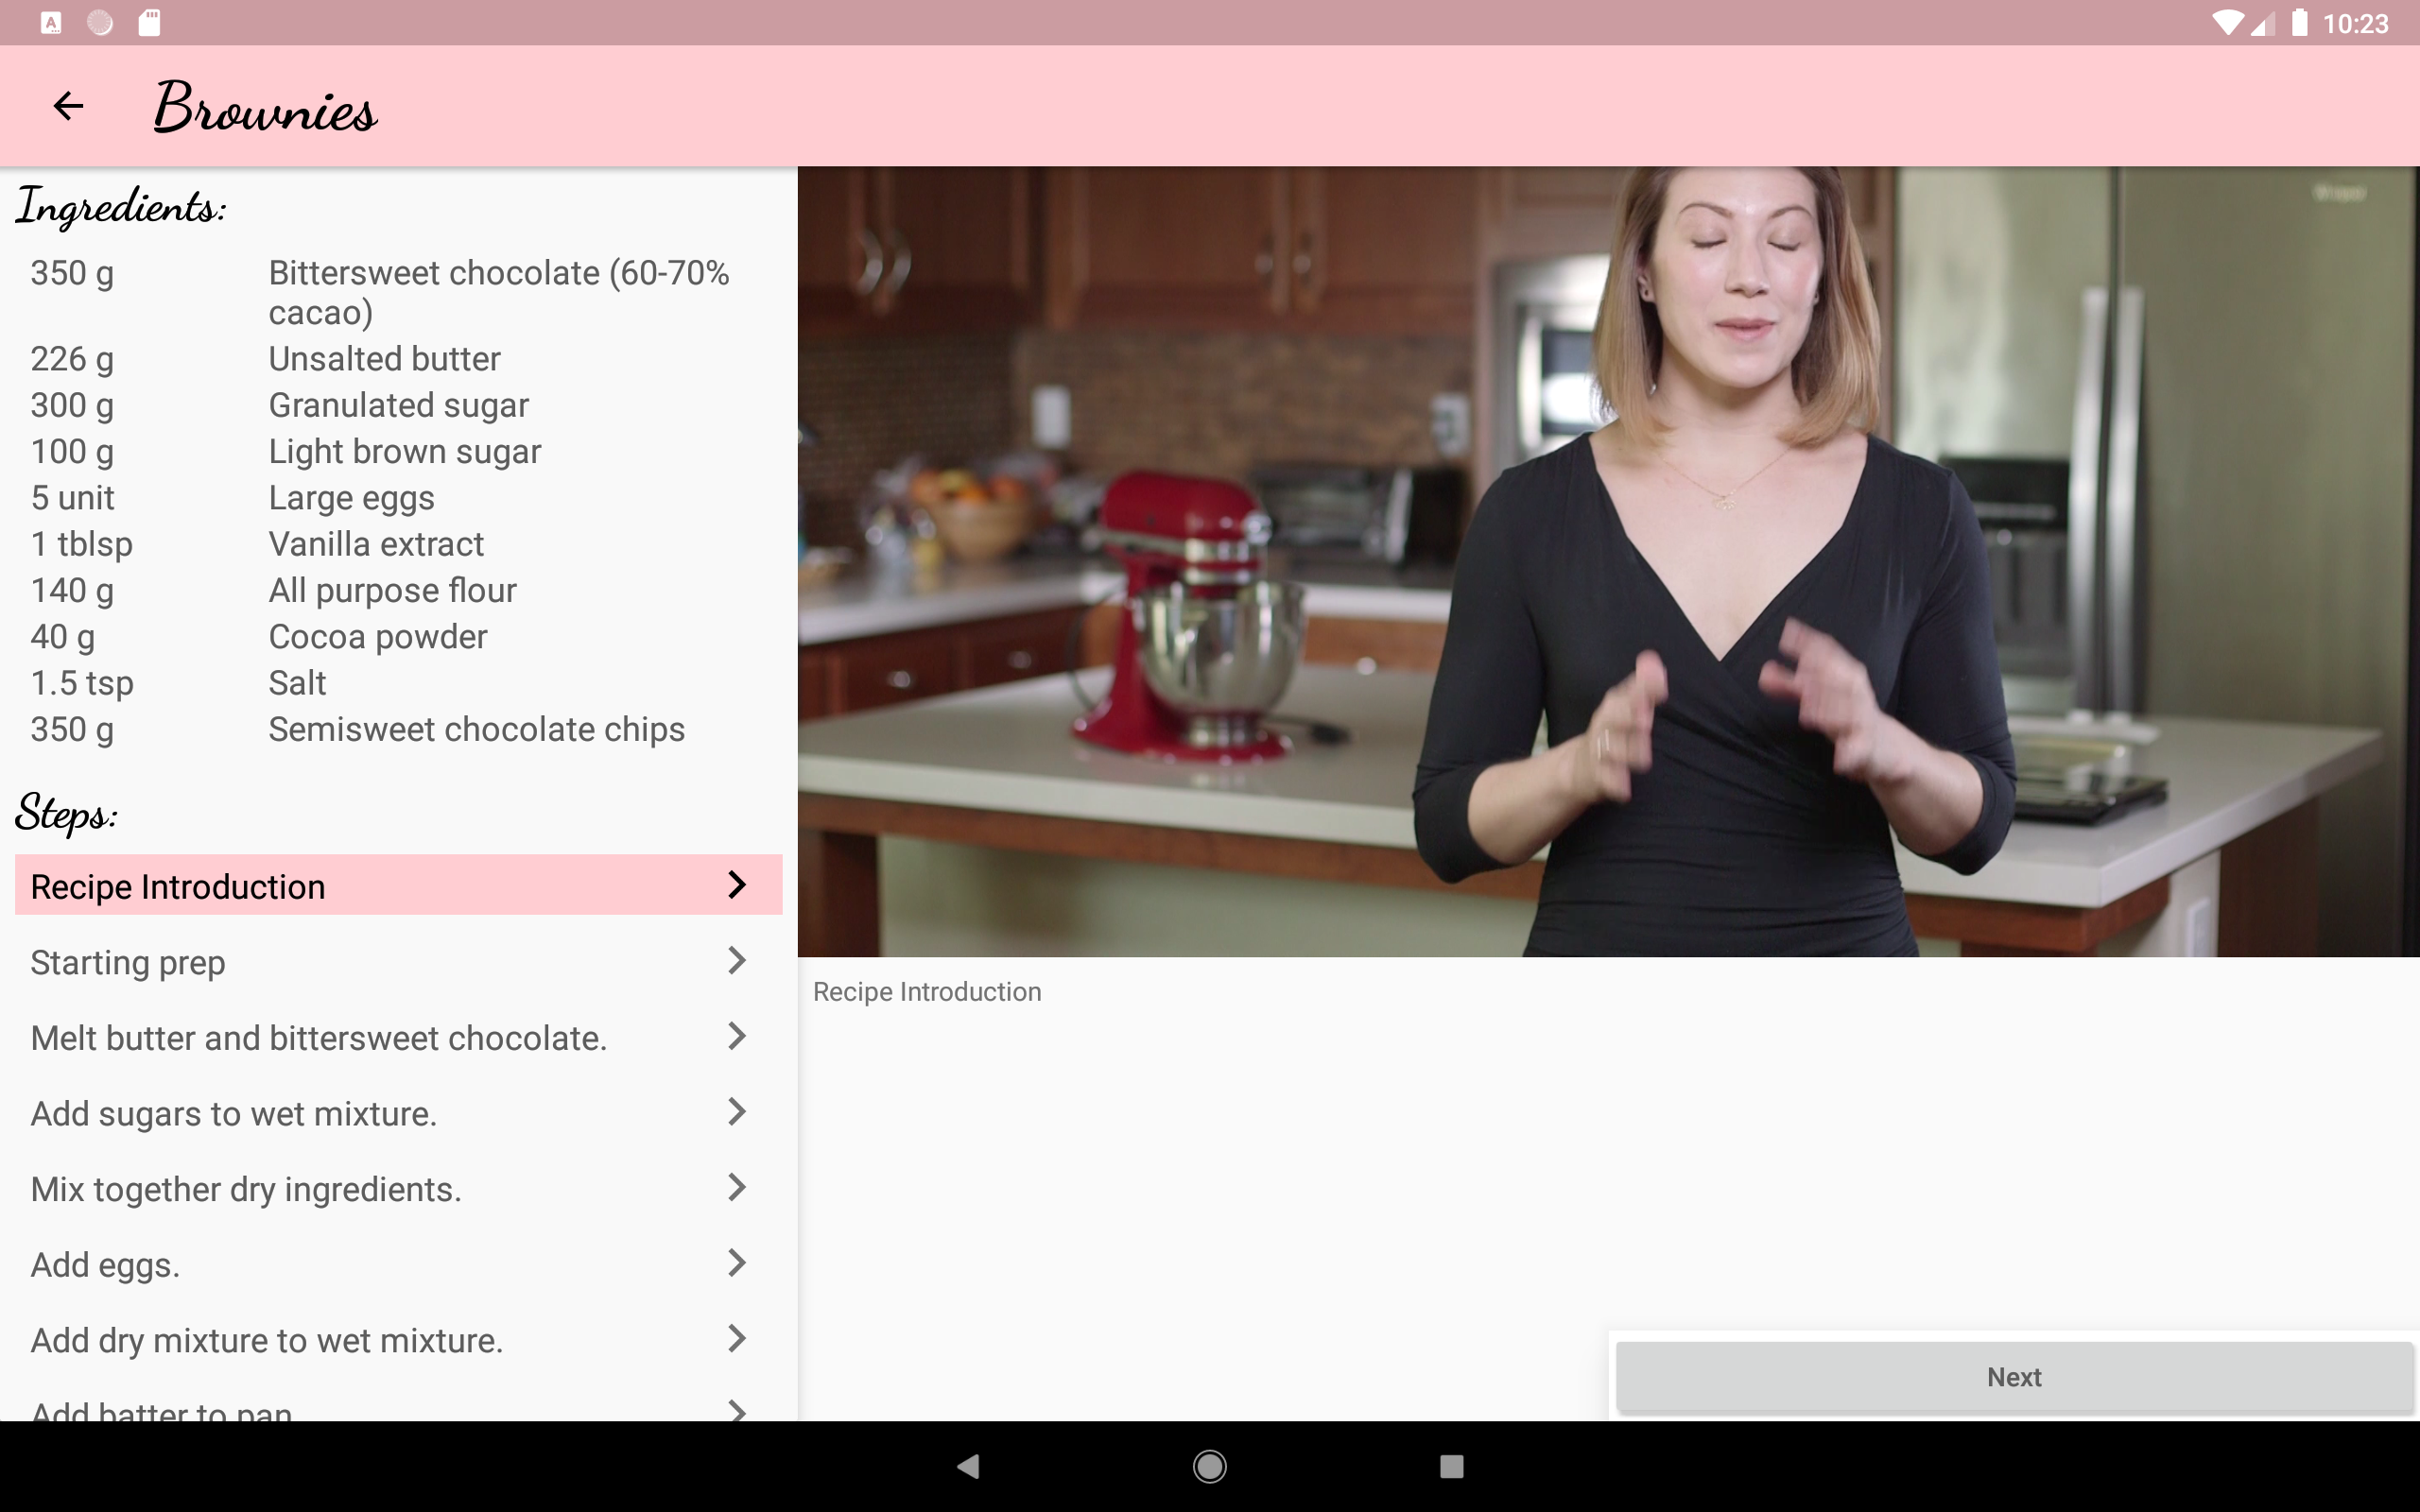 10:23
Brownies
Ingredients:
350 g Bittersweet chocolate (60-70%
cacao)
226 g Unsalted butter
300 g Granulated sugar
100 g Light brown sugar
5 unit Large eggs
1 tblsp Vanilla extract
140 g All purpose flour
40 g Cocoa powder
1.5 tsp Salt
350 g Semisweet chocolate chips
Steps:
Recipe Introduction
Starting prep
Melt butter and bittersweet chocolate.
Add sugars to wet mixture.
Mix together dry ingredients.
Add eggs.
Add dry mixture to wet mixture.
Add batter to pan
Recipe Introduction
Next